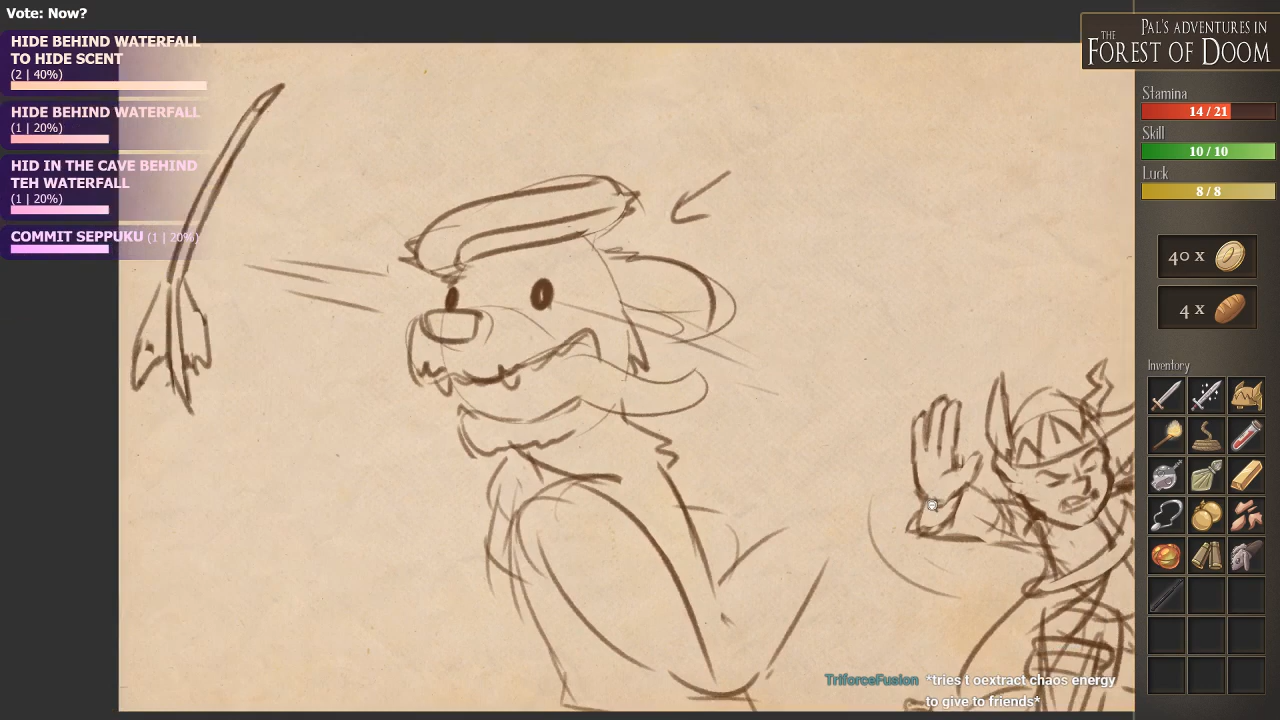 Vote: Now?
HIDE BEHIND WATERFALL
TO HIDE SCENT
(2 | 40%)
HIDE BEHIND WATERFALL
(1 | 20%)
HID IN THE CAVE BEHIND
TEH WATERFALL
(1 | 20%)
COMMIT SEPPUKU (1 | 20%)
PAL'S ADVENTURES IN
THE FOREST OF DOOM
Stamina
14 / 21
Skill
10 / 10
Luck
8 / 8
40 x
4 x
Inventory
TriforceFusion *tries t oextract chaos energy
to give to friends*